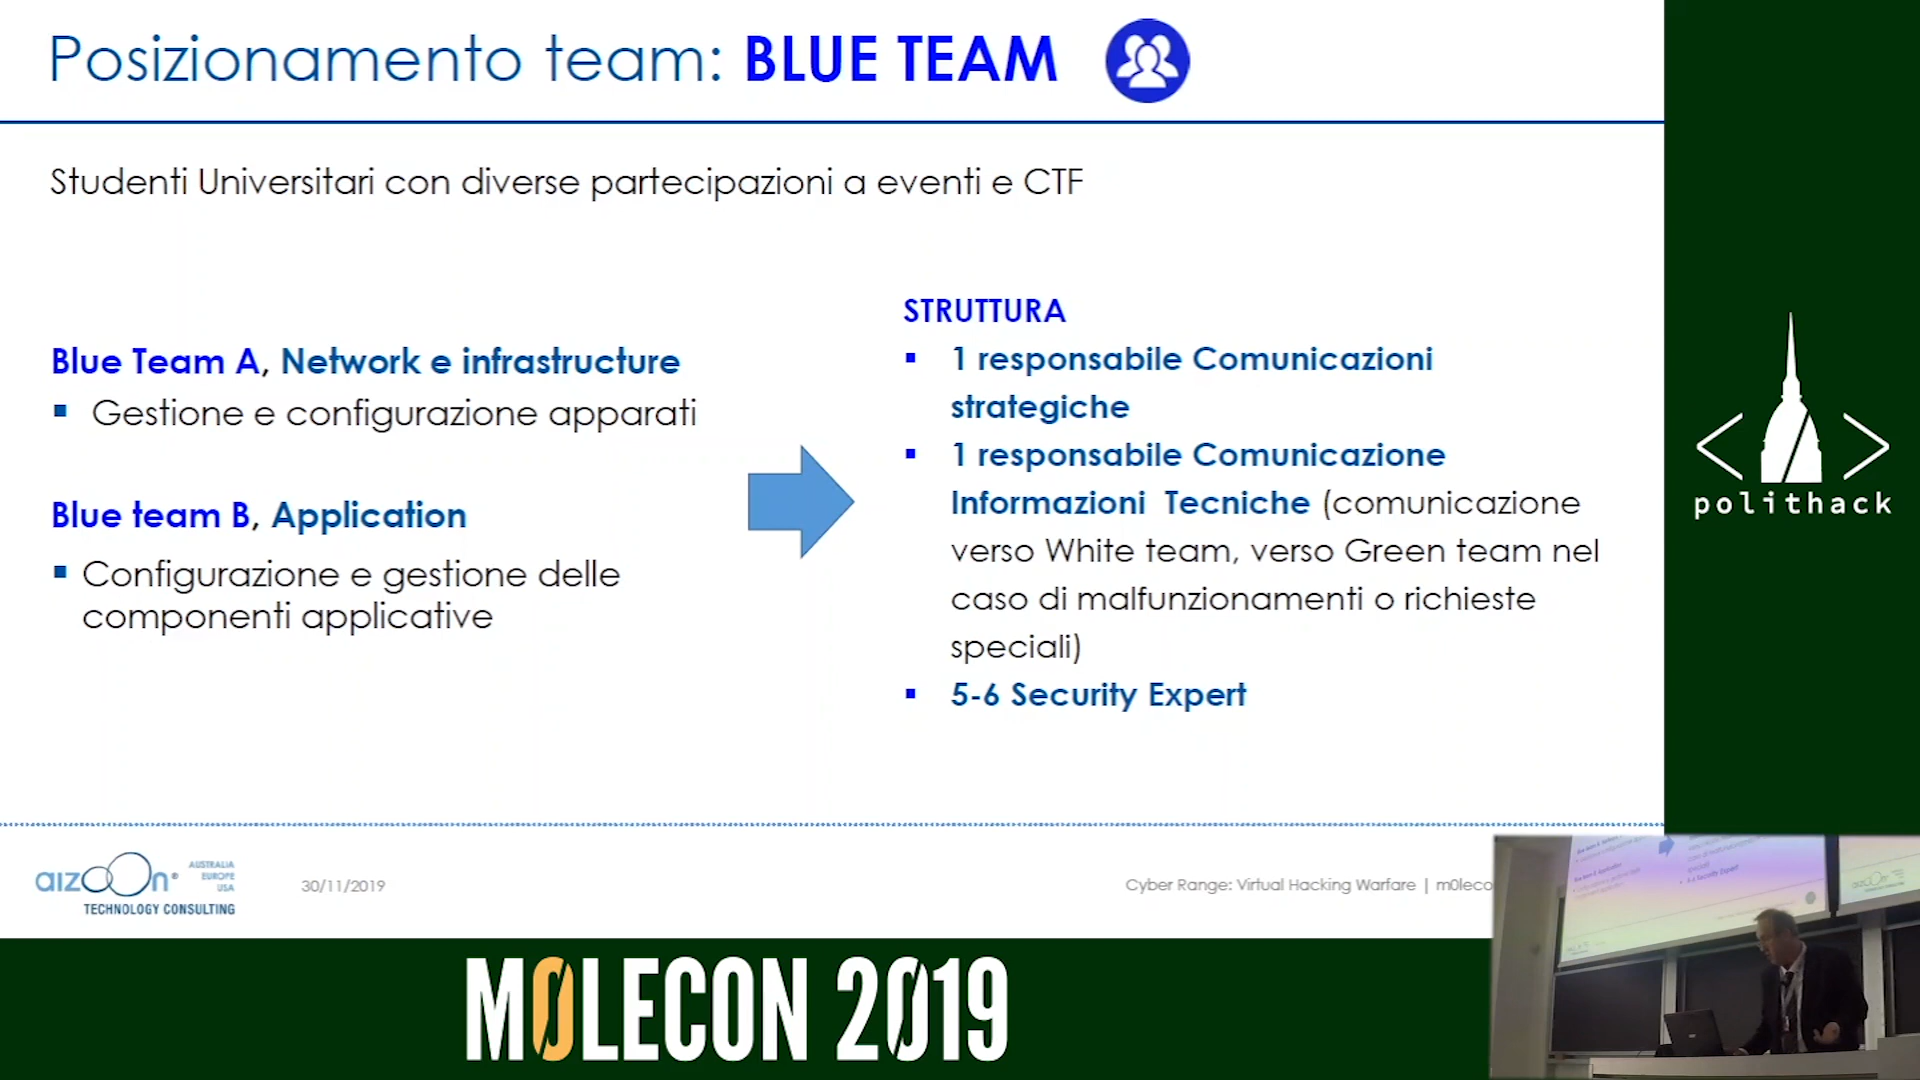 Posizionamento team: BLUE TEAM
Studenti Universitari con diverse partecipazioni a eventi e CTF
Blue Team A, Network e infrastructure
▪ Gestione e configurazione apparati
Blue team B, Application
▪ Configurazione e gestione delle
componenti applicative
STRUTTURA
▪ 1 responsabile Comunicazioni
strategiche
▪ 1 responsabile Comunicazione
Informazioni Tecniche (comunicazione
verso White team, verso Green team nel
caso di malfunzionamenti o richieste
speciali)
▪ 5-6 Security Expert
< >
polithack
aizoOn®
AUSTRALIA
EUROPE
USA
TECHNOLOGY CONSULTING
30/11/2019
Cyber Range: Virtual Hacking Warfare | m0leco
M0LECON 2019